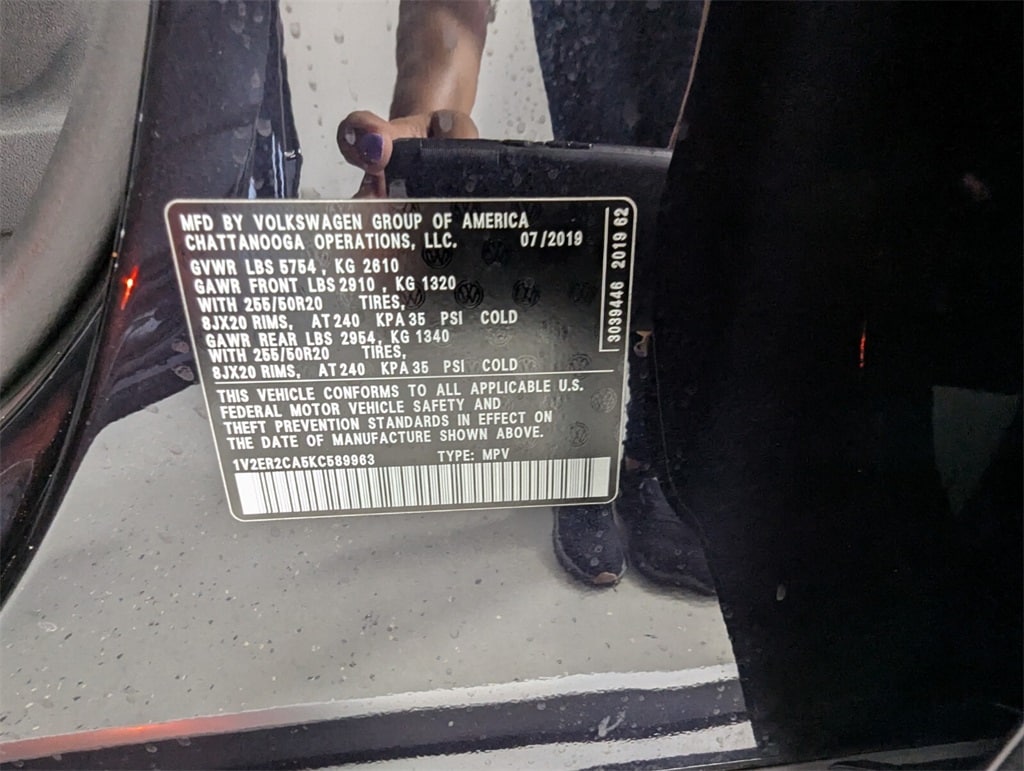 MFD BY VOLKSWAGEN GROUP OF AMERICA
CHATTANOOGA OPERATIONS, LLC. 07/2019
GVWR LBS 5754, KG 2610
GAWR FRONT LBS 2910, KG 1320
WITH 255/50R20 TIRES,
8JX20 RIMS, AT 240 KPA 35 PSI COLD
GAWR REAR LBS 2954, KG 1340
WITH 255/50R20 TIRES,
8JX20 RIMS, AT 240 KPA 35 PSI COLD
THIS VEHICLE CONFORMS TO ALL APPLICABLE U.S.
FEDERAL MOTOR VEHICLE SAFETY AND
THEFT PREVENTION STANDARDS IN EFFECT ON
THE DATE OF MANUFACTURE SHOWN ABOVE.
1V2ER2CA5KC589963 TYPE: MPV
3039446 2019 62